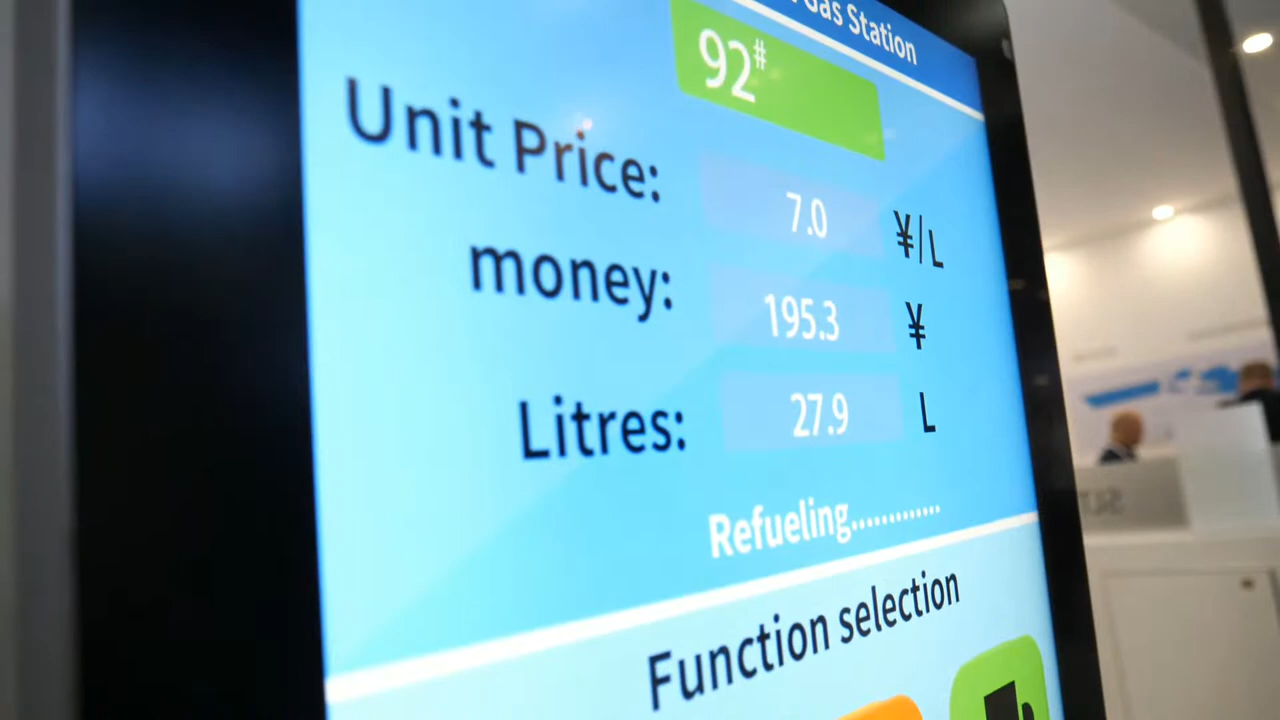 Gas Station
92#
Unit Price: 7.0 ¥/L
money: 195.3 ¥
Litres: 27.9 L
Refueling.............
Function selection